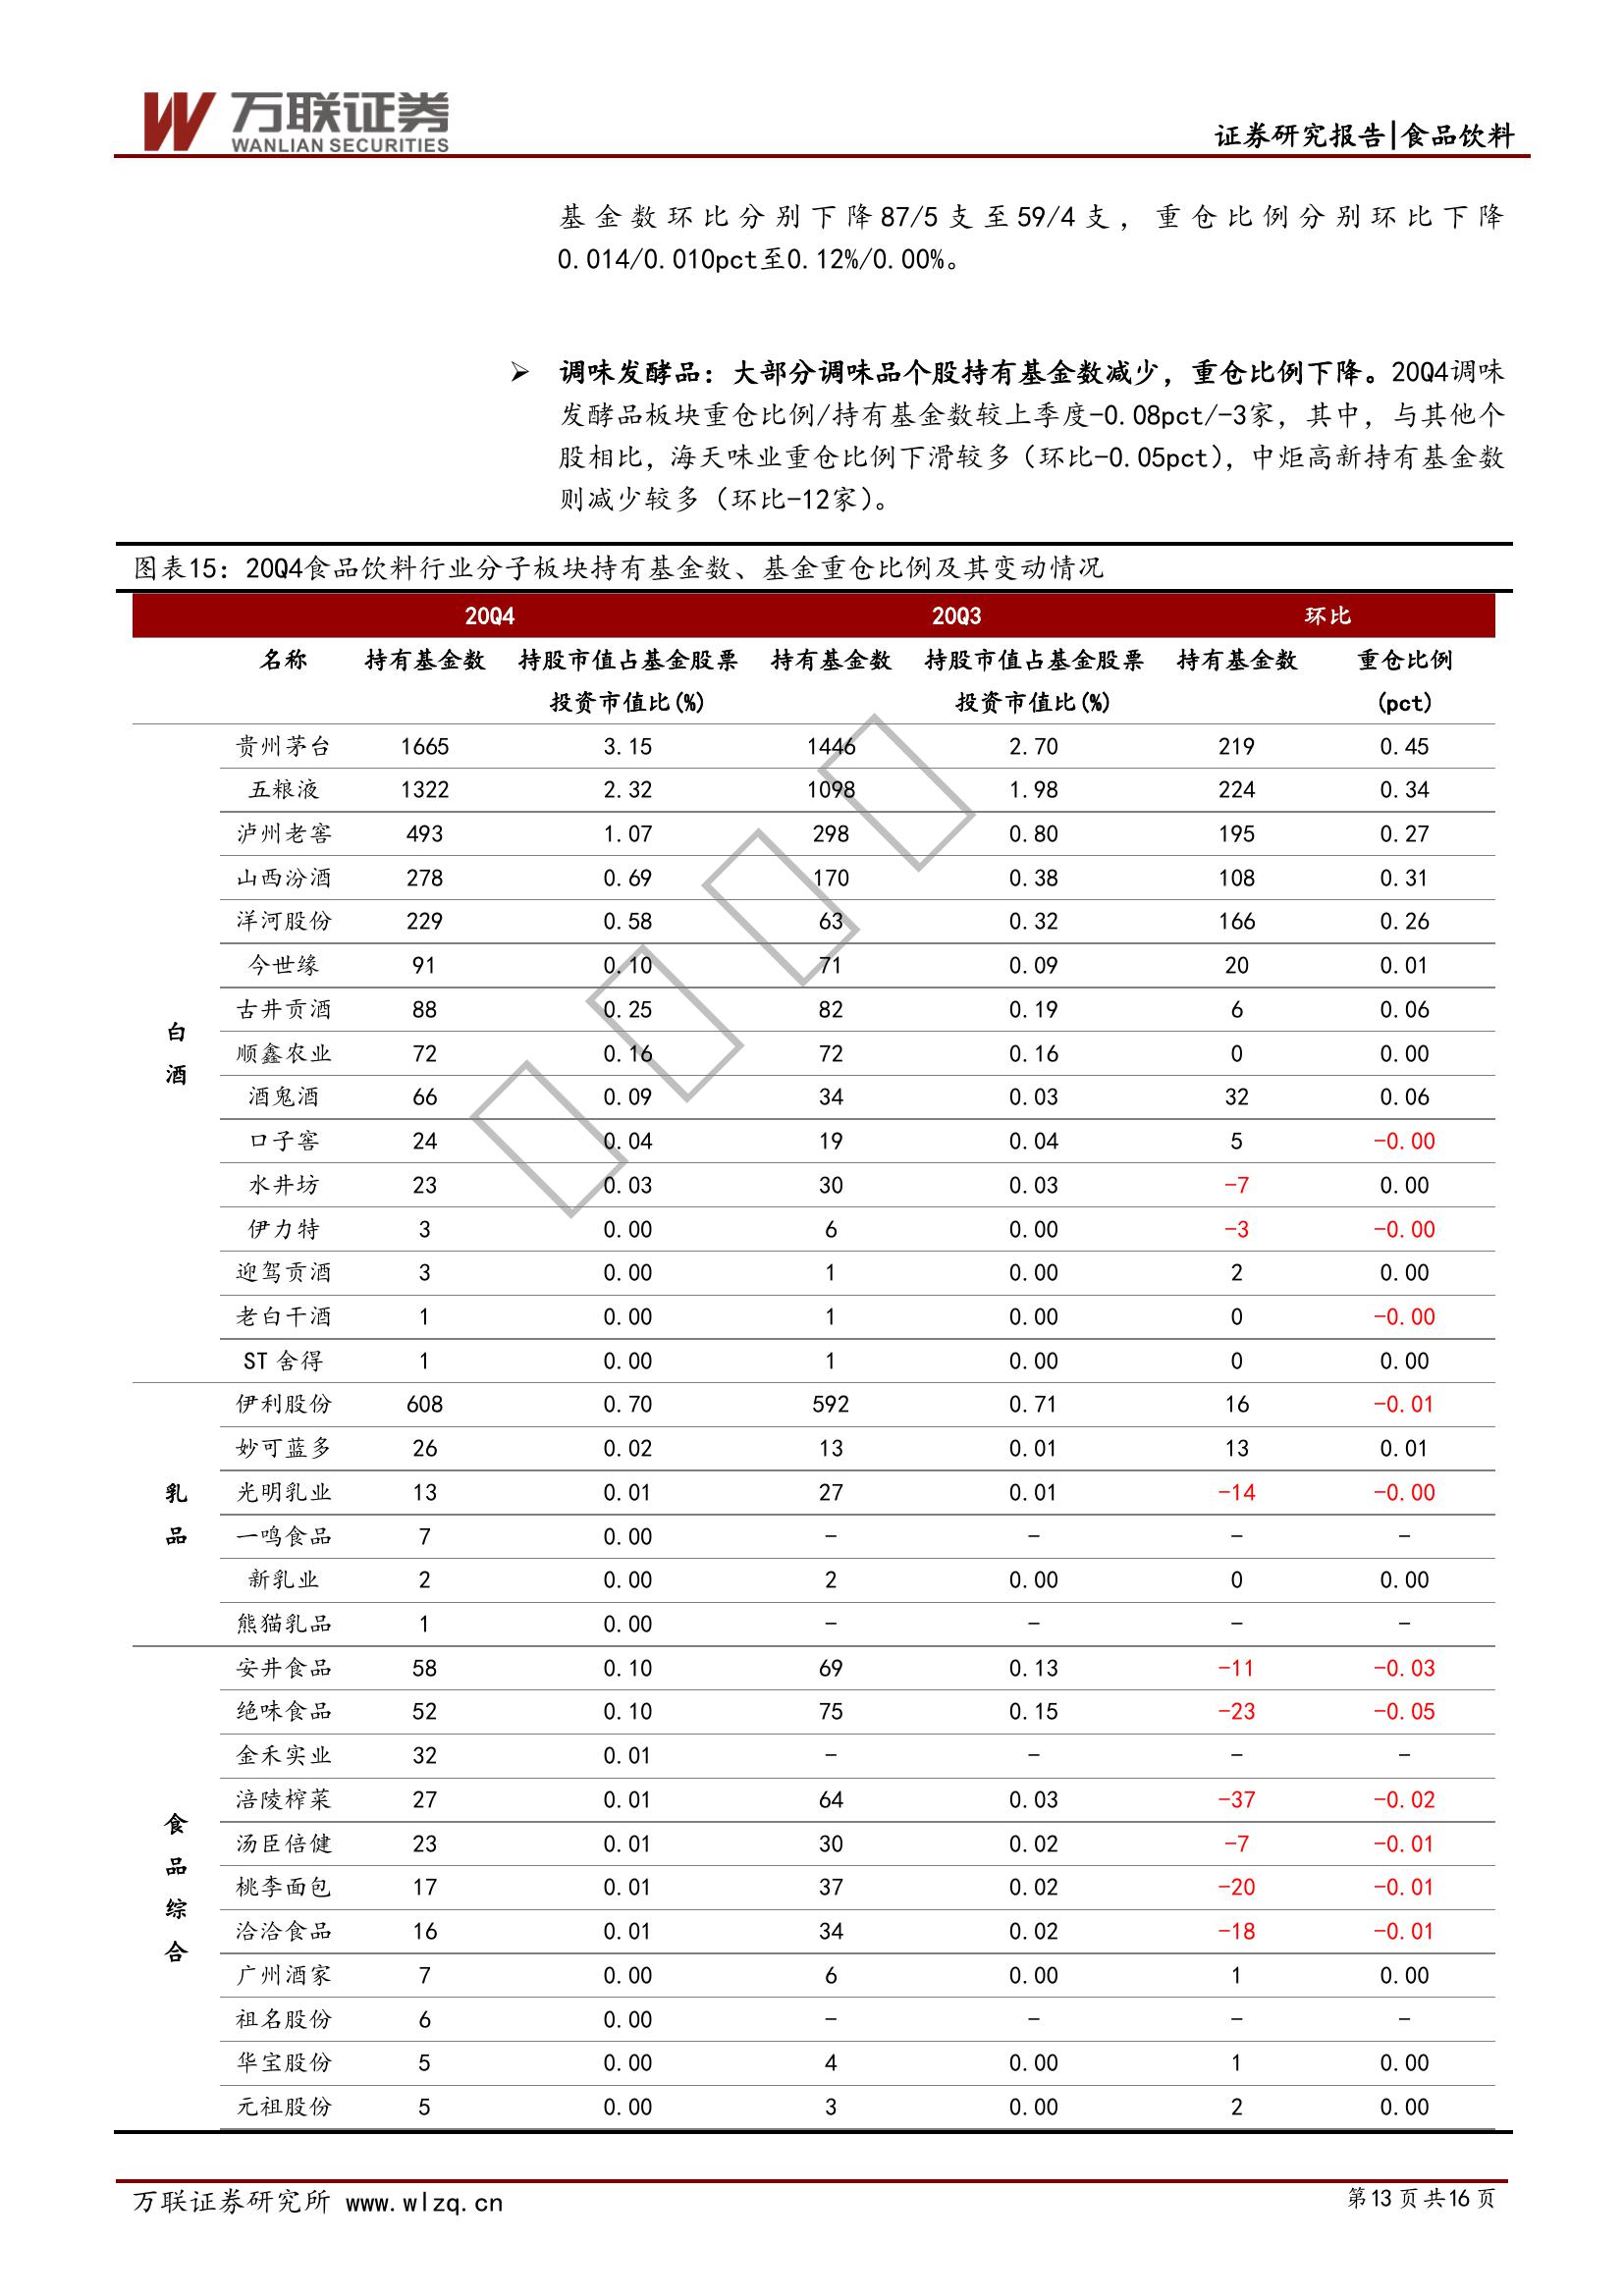 万联证券
WANLIAN SECURITIES
证券研究报告|食品饮料
基金数环比分别下降87/5支至59/4支，重仓比例分别环比下降
0.014/0.010pct至0.12%/0.00%。
➢ 调味发酵品：大部分调味品个股持有基金数减少，重仓比例下降。20Q4调味
发酵品板块重仓比例/持有基金数较上季度-0.08pct/-3家，其中，与其他个
股相比，海天味业重仓比例下滑较多（环比-0.05pct），中炬高新持有基金数
则减少较多（环比-12家）。
图表15：20Q4食品饮料行业分子板块持有基金数、基金重仓比例及其变动情况
20Q4 20Q3 环比
名称 持有基金数 持股市值占基金股票 持有基金数 持股市值占基金股票 持有基金数 重仓比例
投资市值比(%) 投资市值比(%) (pct)
白酒
贵州茅台 1665 3.15 1446 2.70 219 0.45
五粮液 1322 2.32 1098 1.98 224 0.34
泸州老窖 493 1.07 298 0.80 195 0.27
山西汾酒 278 0.69 170 0.38 108 0.31
洋河股份 229 0.58 63 0.32 166 0.26
今世缘 91 0.10 71 0.09 20 0.01
古井贡酒 88 0.25 82 0.19 6 0.06
顺鑫农业 72 0.16 72 0.16 0 0.00
酒鬼酒 66 0.09 34 0.03 32 0.06
口子窖 24 0.04 19 0.04 5 -0.00
水井坊 23 0.03 30 0.03 -7 0.00
伊力特 3 0.00 6 0.00 -3 -0.00
迎驾贡酒 3 0.00 1 0.00 2 0.00
老白干酒 1 0.00 1 0.00 0 -0.00
ST 舍得 1 0.00 1 0.00 0 0.00
乳品
伊利股份 608 0.70 592 0.71 16 -0.01
妙可蓝多 26 0.02 13 0.01 13 0.01
光明乳业 13 0.01 27 0.01 -14 -0.00
一鸣食品 7 0.00 - - - -
新乳业 2 0.00 2 0.00 0 0.00
熊猫乳品 1 0.00 - - - -
食品综合
安井食品 58 0.10 69 0.13 -11 -0.03
绝味食品 52 0.10 75 0.15 -23 -0.05
金禾实业 32 0.01 - - - -
涪陵榨菜 27 0.01 64 0.03 -37 -0.02
汤臣倍健 23 0.01 30 0.02 -7 -0.01
桃李面包 17 0.01 37 0.02 -20 -0.01
洽洽食品 16 0.01 34 0.02 -18 -0.01
广州酒家 7 0.00 6 0.00 1 0.00
祖名股份 6 0.00 - - - -
华宝股份 5 0.00 4 0.00 1 0.00
元祖股份 5 0.00 3 0.00 2 0.00
万联证券研究所 www.wlzq.cn
第13页共16页